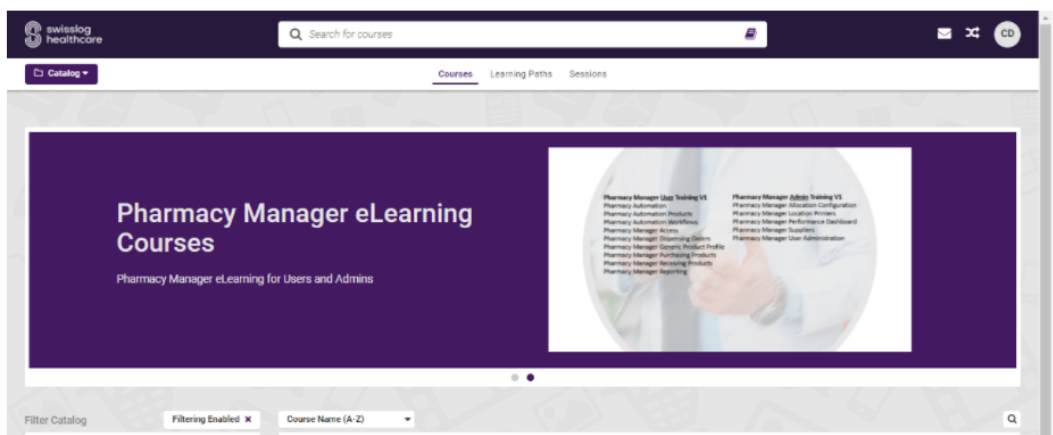 swisslog
healthcare
Search for courses
CD
Catalog
Courses Learning Paths Sessions
Pharmacy Manager eLearning
Courses
Pharmacy Manager eLearning for Users and Admins
Pharmacy Manager User Training V1
Pharmacy Automation
Pharmacy Automation Products
Pharmacy Automation Workflows
Pharmacy Manager Access
Pharmacy Manager Dispensing Orders
Pharmacy Manager Generic Product Profile
Pharmacy Manager Purchasing Products
Pharmacy Manager Receiving Products
Pharmacy Manager Reporting
Pharmacy Manager Admin Training V1
Pharmacy Manager Allocation Configuration
Pharmacy Manager Location Printers
Pharmacy Manager Performance Dashboard
Pharmacy Manager Suppliers
Pharmacy Manager User Administration
Filter Catalog
Filtering Enabled
Course Name (A-Z)